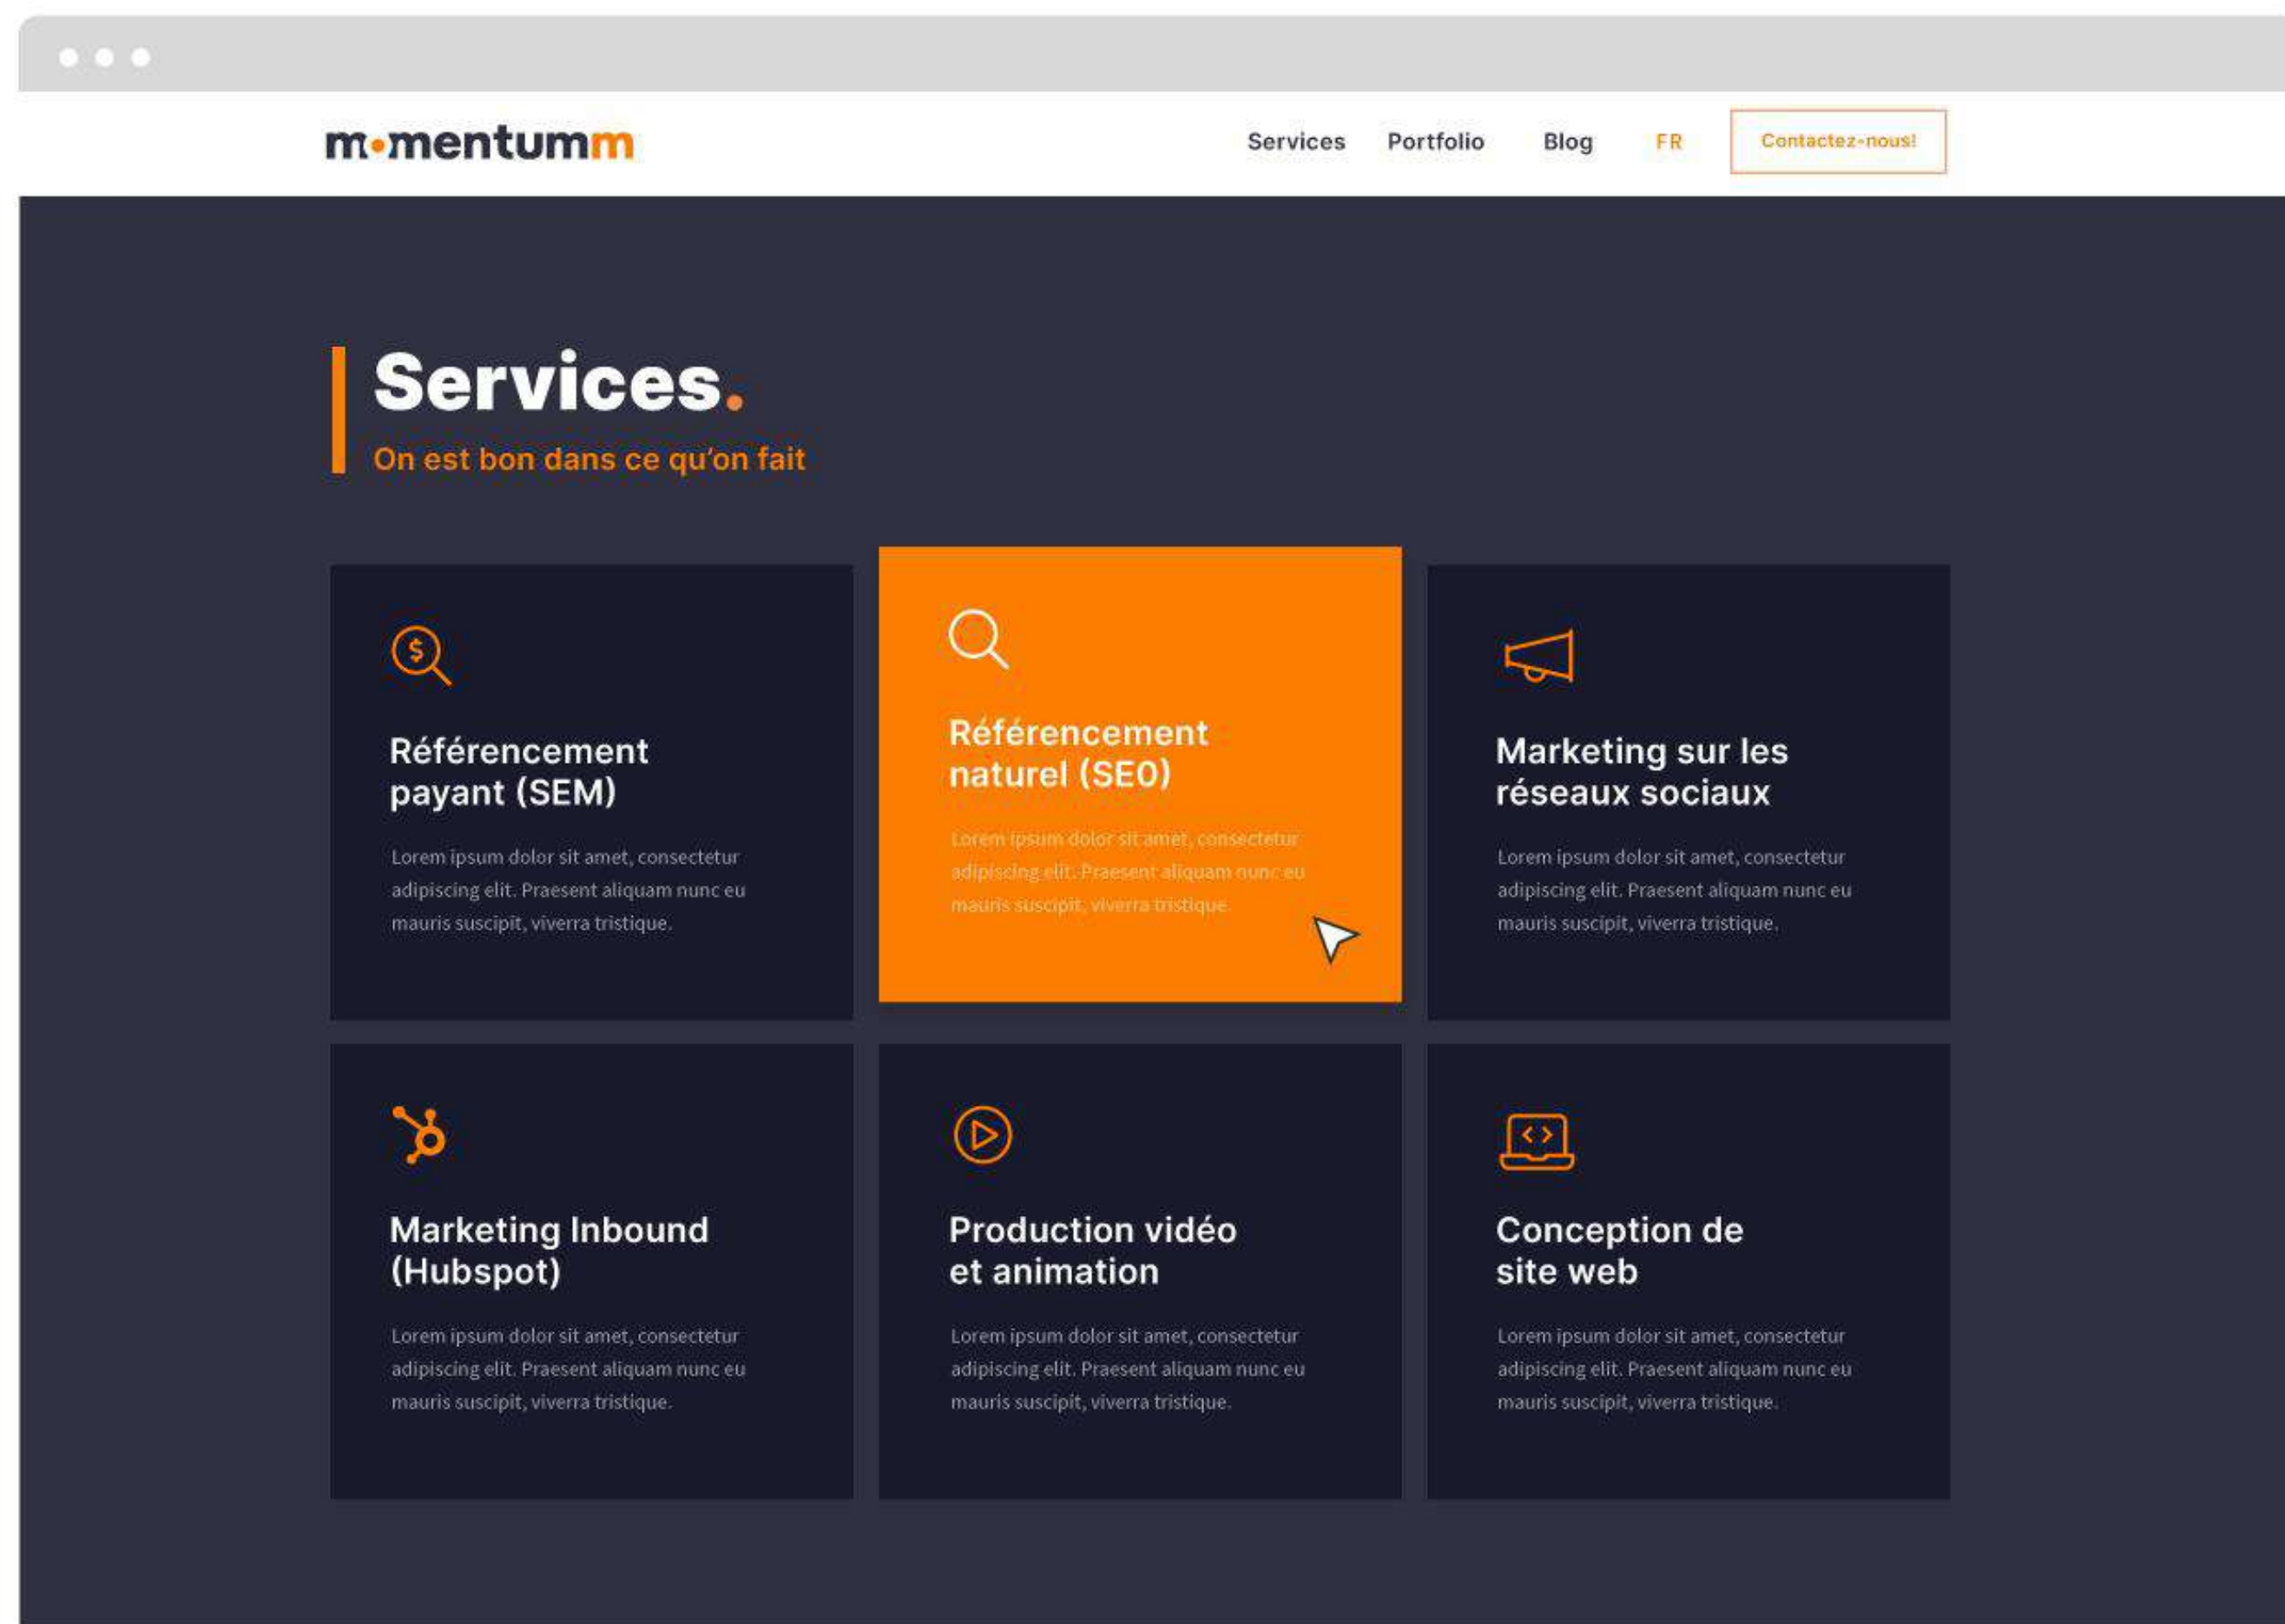 m•mentumm
Services Portfolio Blog FR Contactez-nous!
Services.
On est bon dans ce qu'on fait
Référencement
payant (SEM)
Lorem ipsum dolor sit amet, consectetur
adipiscing elit. Praesent aliquam nunc eu
mauris suscipit, viverra tristique.
Référencement
naturel (SE0)
Lorem ipsum dolor sit amet, consectetur
adipiscing elit. Praesent aliquam nunc eu
mauris suscipit, viverra tristique.
Marketing sur les
réseaux sociaux
Lorem ipsum dolor sit amet, consectetur
adipiscing elit. Praesent aliquam nunc eu
mauris suscipit, viverra tristique.
Marketing Inbound
(Hubspot)
Lorem ipsum dolor sit amet, consectetur
adipiscing elit. Praesent aliquam nunc eu
mauris suscipit, viverra tristique.
Production vidéo
et animation
Lorem ipsum dolor sit amet, consectetur
adipiscing elit. Praesent aliquam nunc eu
mauris suscipit, viverra tristique.
Conception de
site web
Lorem ipsum dolor sit amet, consectetur
adipiscing elit. Praesent aliquam nunc eu
mauris suscipit, viverra tristique.